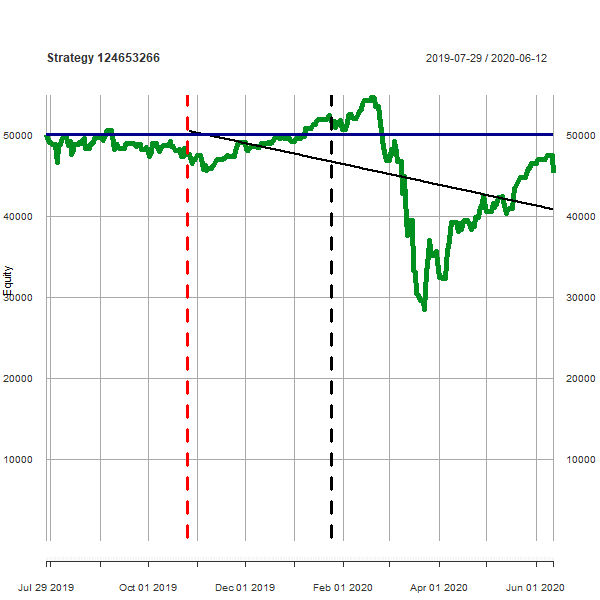 Strategy 124653266
2019-07-29 / 2020-06-12
50000
50000
40000
40000
Equity
30000
30000
20000
20000
10000
10000
Jul 29 2019
Oct 01 2019
Dec 01 2019
Feb 01 2020
Apr 01 2020
Jun 01 2020